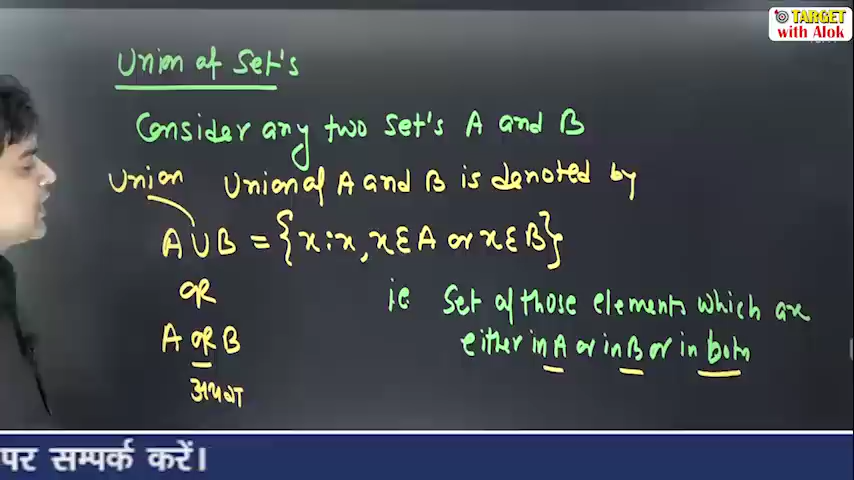 TARGET
with Alok
Union of Set's
Consider any two Set's A and B
Union Union of A and B is denoted by
A∪B = {x : x, x ∈ A or x ∈ B}
OR
i.e. Set of those elements which are
A OR B
either in A or in B or in both
अथवा
पर सम्पर्क करें।